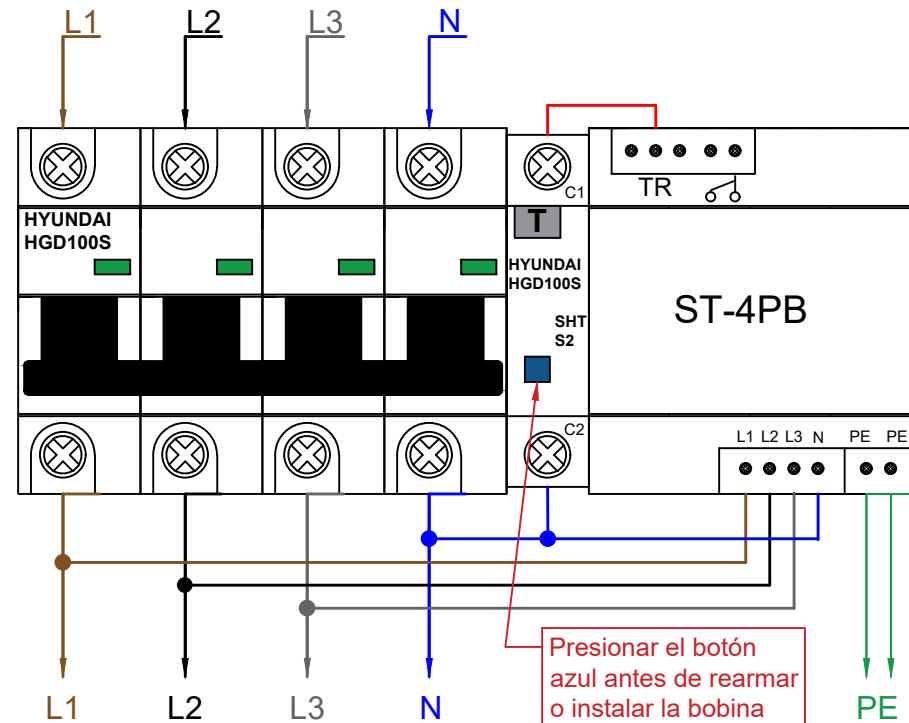 L1 L2 L3 N
C1
TR
T
HYUNDAI
HGD100S
HYUNDAI
HGD100S
ST-4PB
SHT
S2
C2
L1 L2 L3 N PE PE
Presionar el botón
azul antes de rearmar
o instalar la bobina
L1 L2 L3 N PE